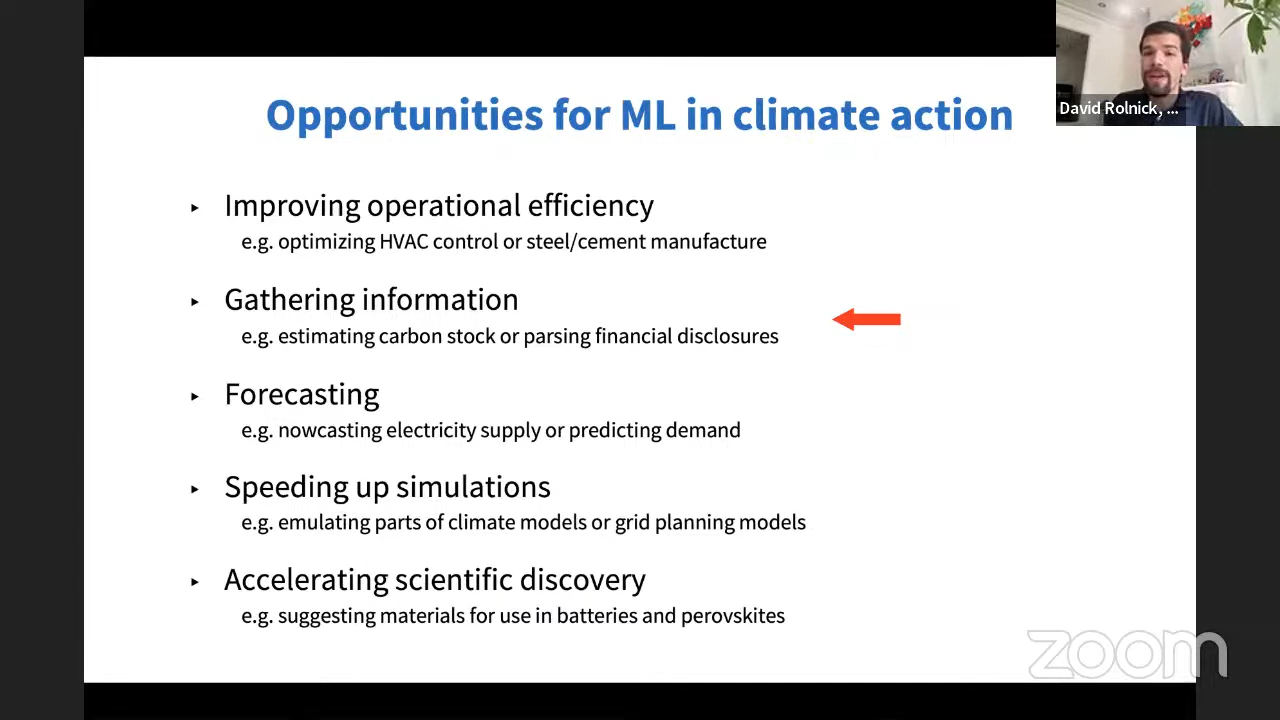 David Rolnick, ...
Opportunities for ML in climate action
▸ Improving operational efficiency
e.g. optimizing HVAC control or steel/cement manufacture
▸ Gathering information
e.g. estimating carbon stock or parsing financial disclosures
▸ Forecasting
e.g. nowcasting electricity supply or predicting demand
▸ Speeding up simulations
e.g. emulating parts of climate models or grid planning models
▸ Accelerating scientific discovery
e.g. suggesting materials for use in batteries and perovskites
zoom